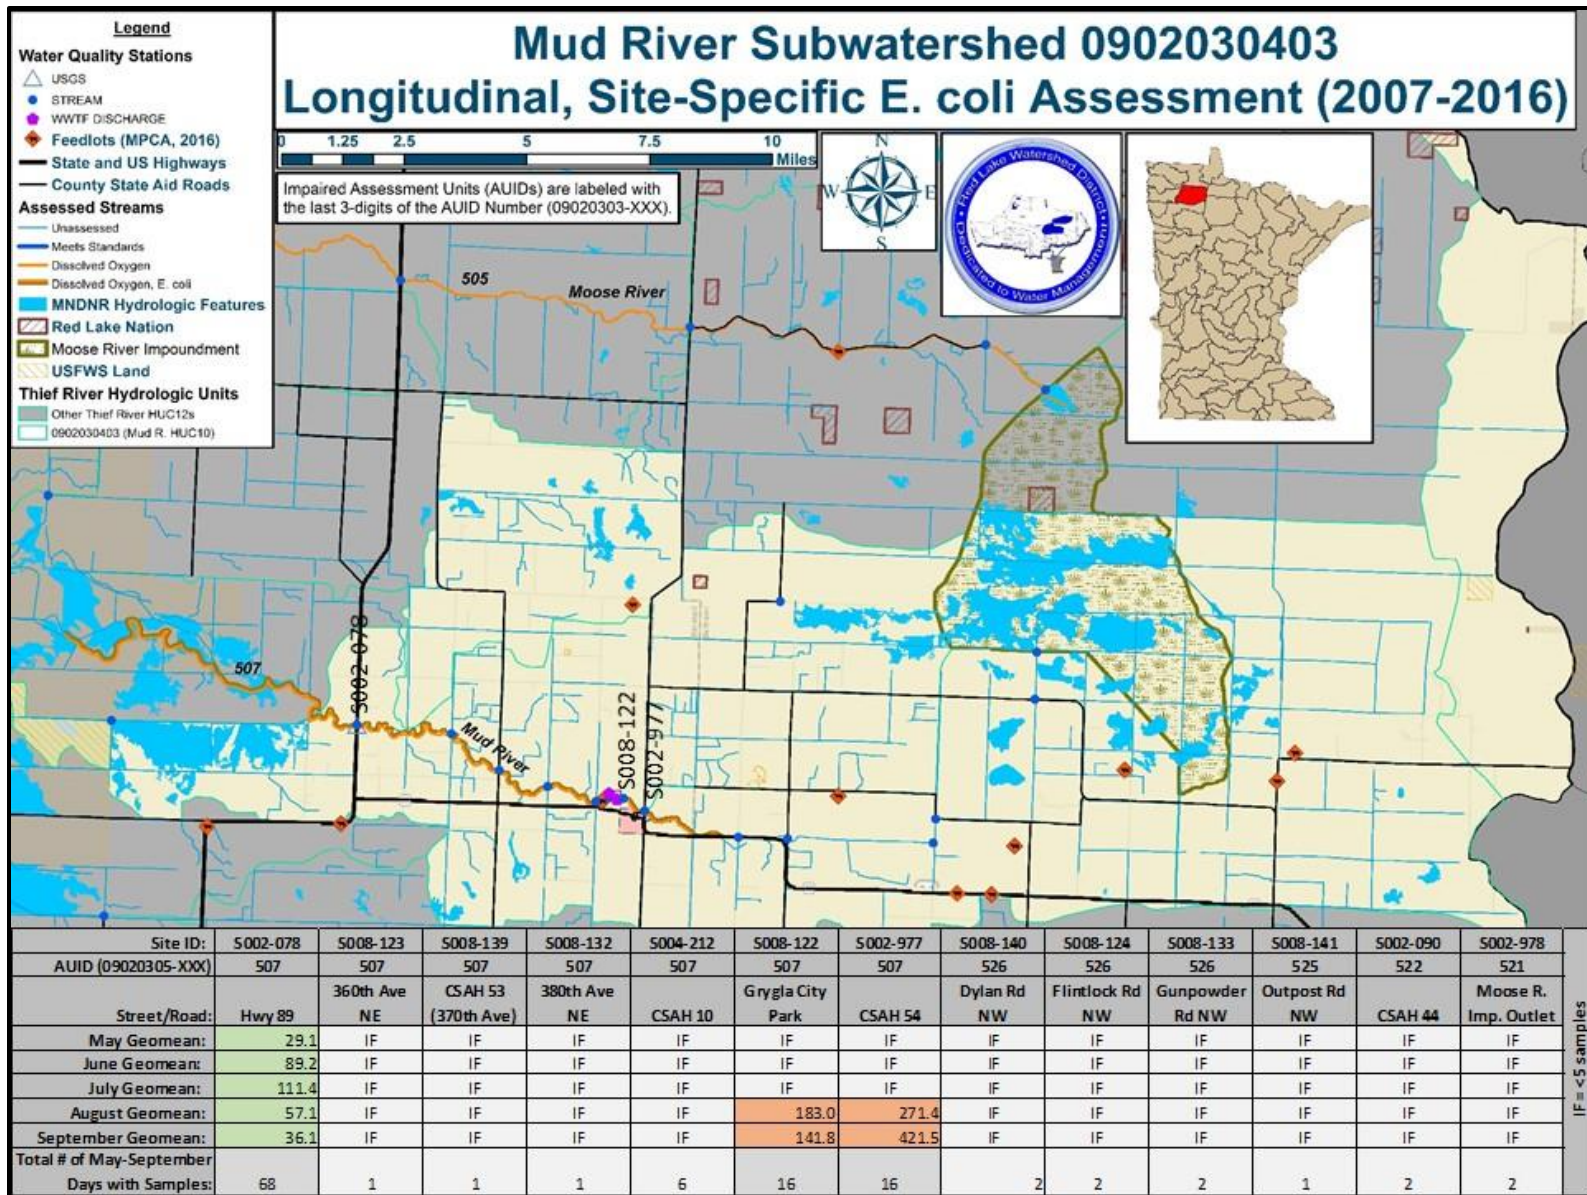 Mud River Subwatershed 0902030403
Longitudinal, Site-Specific E. coli Assessment (2007-2016)
Legend
Water Quality Stations
USGS
STREAM
WWTF DISCHARGE
Feedlots (MPCA, 2016)
State and US Highways
County State Aid Roads
Assessed Streams
Unassessed
Meets Standards
Dissolved Oxygen
Dissolved Oxygen, E. coli
MNDNR Hydrologic Features
Red Lake Nation
Moose River Impoundment
USFWS Land
Thief River Hydrologic Units
Other Thief River HUC12s
0902030403 (Mud R. HUC10)
0 1.25 2.5 5 7.5 10
Miles
Impaired Assessment Units (AUIDs) are labeled with
the last 3-digits of the AUID Number (09020303-XXX).
N
W E
S
Red Lake Watershed District
Dedicated to Water Management
505
Moose River
507
S002-078
Mud River
S008-122
S002-977
Site ID: S002-078 S008-123 S008-139 S008-132 S004-212 S008-122 S002-977 S008-140 S008-124 S008-133 S008-141 S002-090 S002-978
AUID (09020305-XXX) 507 507 507 507 507 507 507 526 526 526 525 522 521
360th Ave CSAH 53 380th Ave Grygla City Dylan Rd Flintlock Rd Gunpowder Outpost Rd Moose R.
Street/Road: Hwy 89 NE (370th Ave) NE CSAH 10 Park CSAH 54 NW NW Rd NW NW CSAH 44 Imp. Outlet
May Geomean: 29.1 IF IF IF IF IF IF IF IF IF IF IF IF
June Geomean: 89.2 IF IF IF IF IF IF IF IF IF IF IF IF
July Geomean: 111.4 IF IF IF IF IF IF IF IF IF IF IF IF
August Geomean: 57.1 IF IF IF IF 183.0 271.4 IF IF IF IF IF IF
September Geomean: 36.1 IF IF IF IF 141.8 421.5 IF IF IF IF IF IF
Total # of May-September
Days with Samples: 68 1 1 1 6 16 16 2 2 2 1 2 2
IF = <5 samples